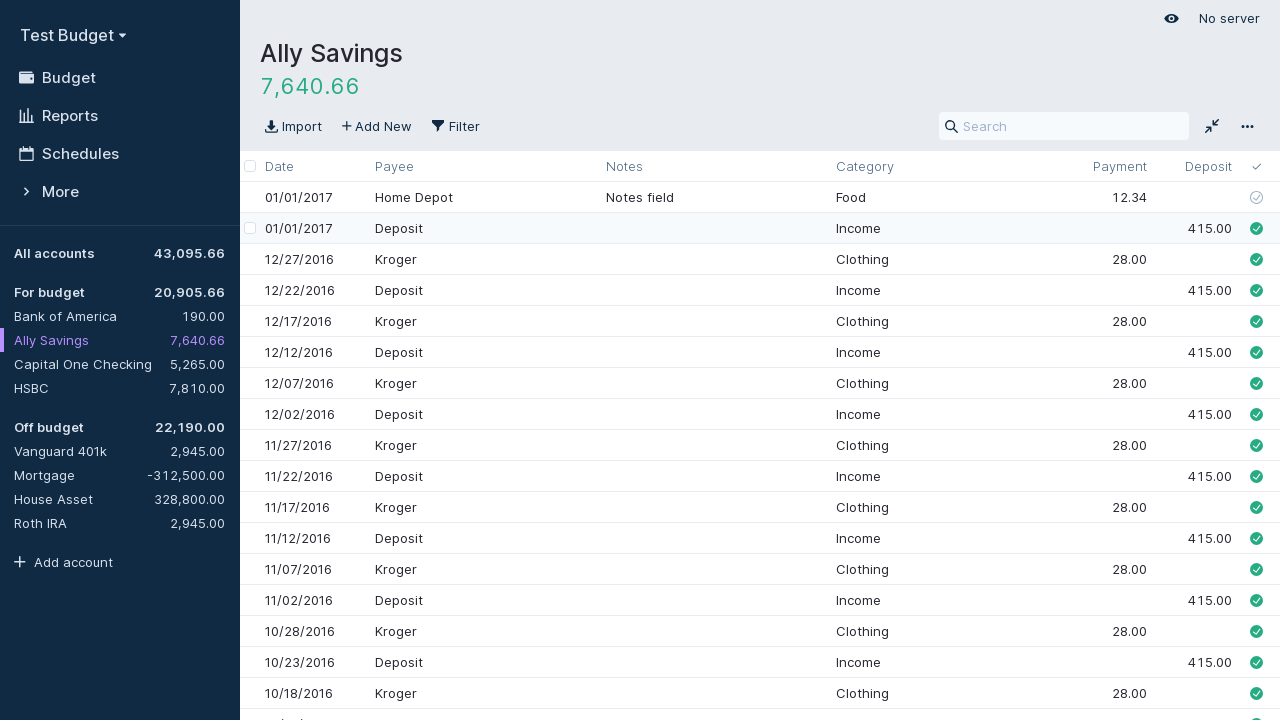 Test Budget
Budget
Reports
Schedules
More
All accounts 43,095.66
For budget 20,905.66
Bank of America 190.00
Ally Savings 7,640.66
Capital One Checking 5,265.00
HSBC 7,810.00
Off budget 22,190.00
Vanguard 401k 2,945.00
Mortgage -312,500.00
House Asset 328,800.00
Roth IRA 2,945.00
Add account
No server
Ally Savings
7,640.66
Import Add New Filter Search
Date Payee Notes Category Payment Deposit
01/01/2017 Home Depot Notes field Food 12.34
01/01/2017 Deposit Income 415.00
12/27/2016 Kroger Clothing 28.00
12/22/2016 Deposit Income 415.00
12/17/2016 Kroger Clothing 28.00
12/12/2016 Deposit Income 415.00
12/07/2016 Kroger Clothing 28.00
12/02/2016 Deposit Income 415.00
11/27/2016 Kroger Clothing 28.00
11/22/2016 Deposit Income 415.00
11/17/2016 Kroger Clothing 28.00
11/12/2016 Deposit Income 415.00
11/07/2016 Kroger Clothing 28.00
11/02/2016 Deposit Income 415.00
10/28/2016 Kroger Clothing 28.00
10/23/2016 Deposit Income 415.00
10/18/2016 Kroger Clothing 28.00